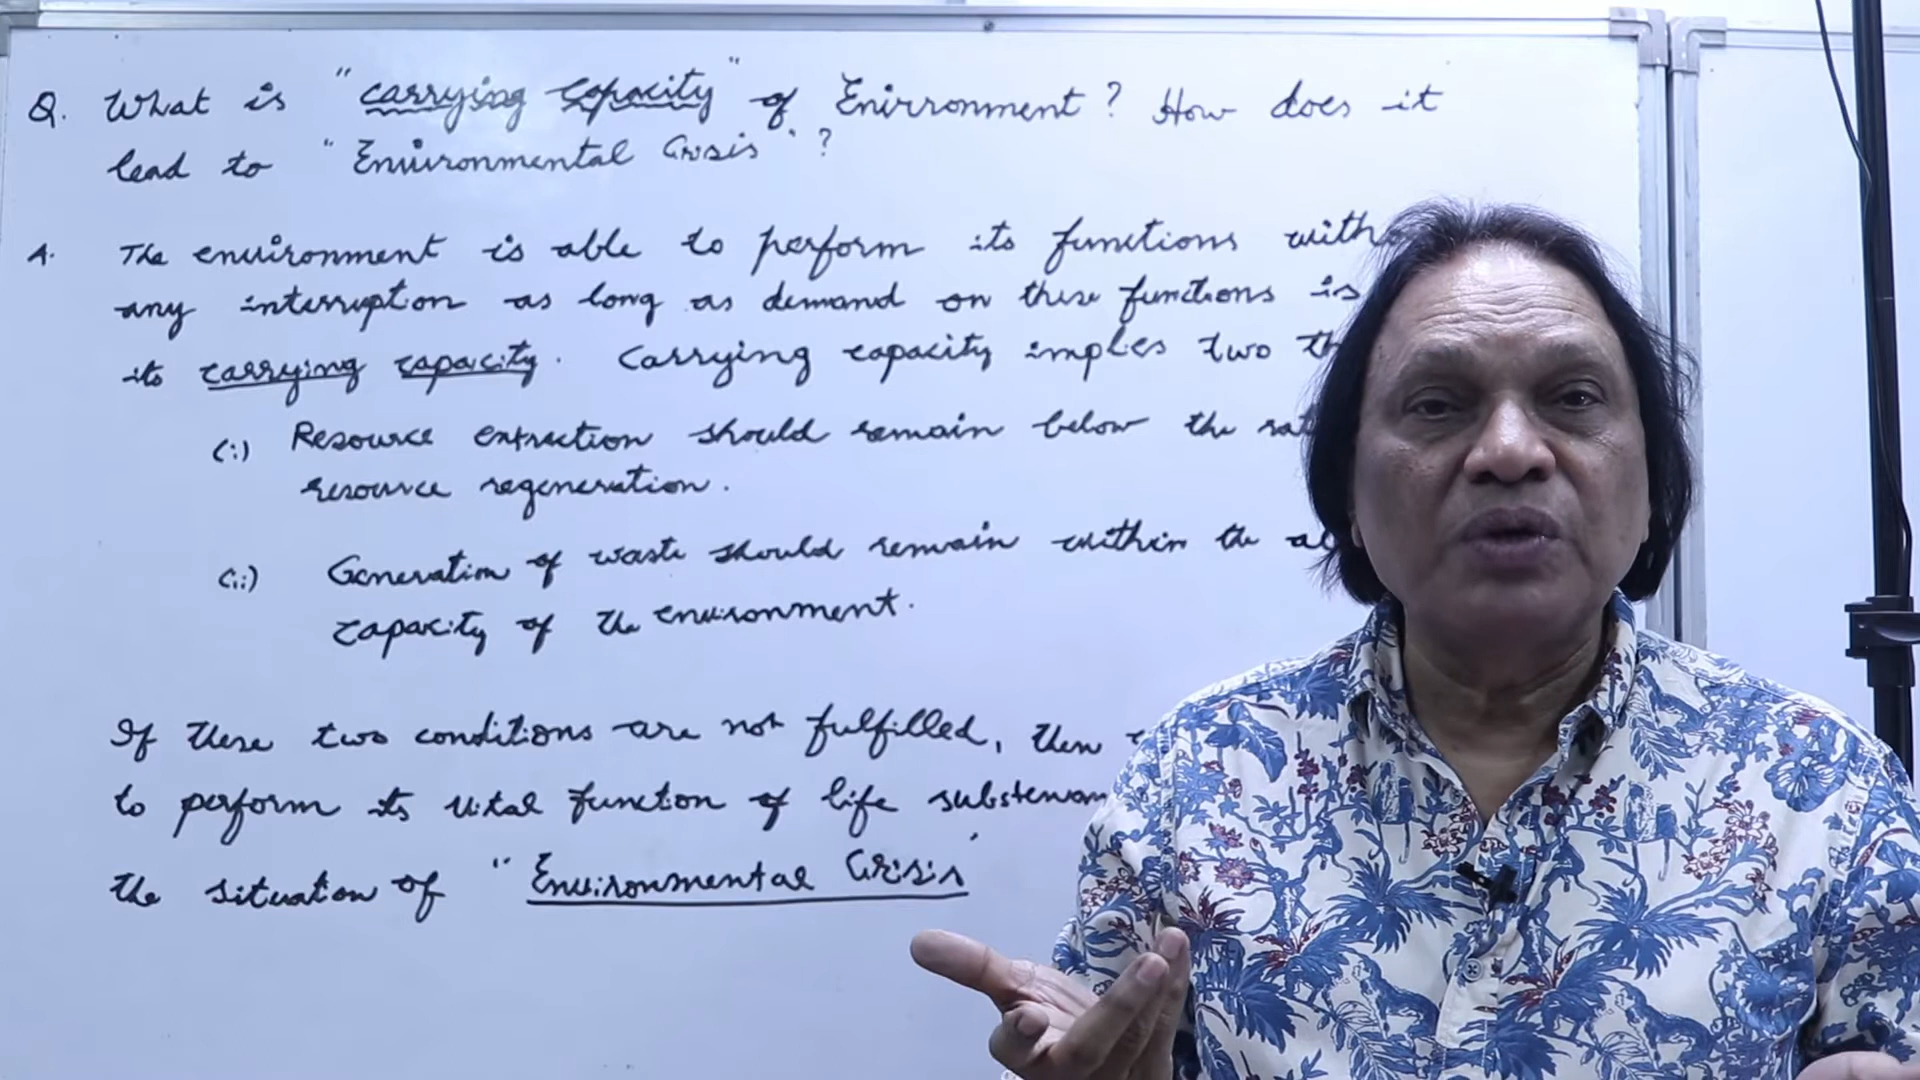 Q. What is "carrying capacity" of Enirronment? How does it
lead to "Environmental Crisis"?
A. The environment is able to perform its functions
any interruption as long as demand on these functions is
its carrying capacity. Carrying capacity implies two
(i) Resource extraction should remain below the
resource regeneration.
(ii) Generation of waste should remain within the
capacity of the environment.
If these two conditions are not fulfilled, then
to perform its vital function of life
the situation of "Environmental Crisis"